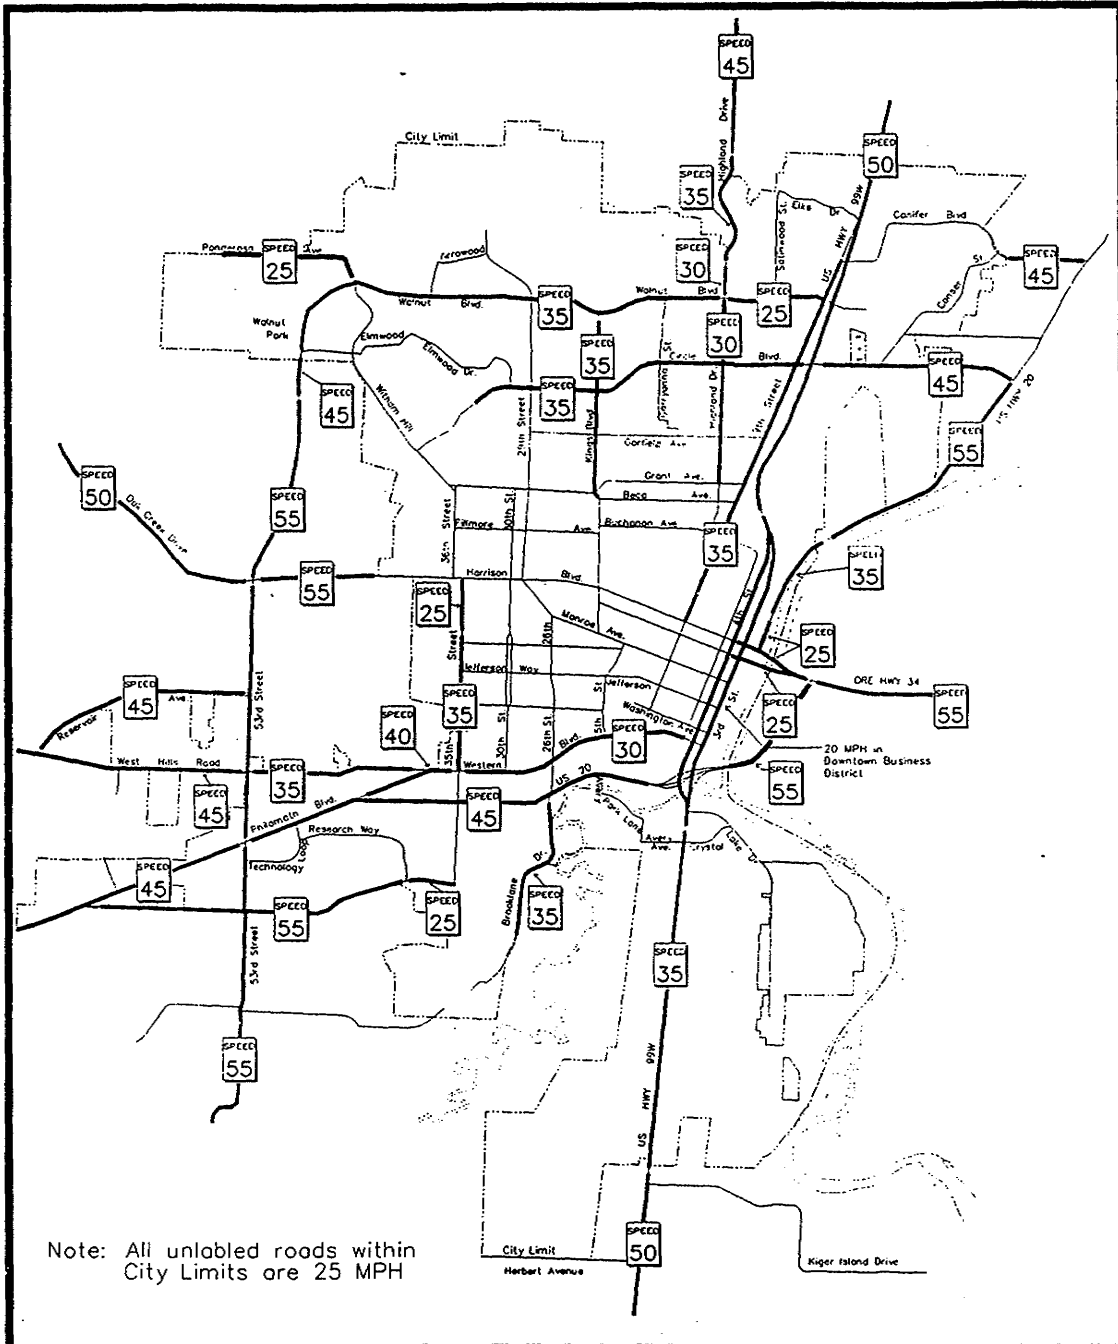 SPEED
45
Highland Drive
SPEED
50
City Limit
SPEED
35
99W
Elks Dr
Conifer Blvd
Ave
SPEED
25
SPEED
30
US HWY
SPEED
45
Walnut Blvd.
SPEED
35
Walnut Blvd
SPEED
25
Conser St
Walnut
Park
Elmwood
Elmwood Dr.
SPEED
35
SPEED
30
Circle Blvd.
SPEED
45
SPEED
45
Witham Hill
SPEED
35
29th Street
Kings Blvd
Highland Dr.
Street
US HWY 20
SPEED
55
Garfield Ave
SPEED
50
Grant Ave.
Beca Ave.
SPEED
55
36th Street
30th St.
Fillmore Ave.
Buchanan Ave
SPEED
35
SPEED
35
SPEED
55
Harrison Blvd.
SPEED
25
4th St.
Monroe Ave.
26th
Street
SPEED
25
Jefferson Way
Jefferson
ORE HWY 34
SPEED
55
SPEED
45
Ave
Reservoir
53rd Street
SPEED
35
St
Washington Ave
St.
3rd
SPEED
25
SPEED
40
35th
30th St.
26th St.
15th
SPEED
30
20 MPH in
Downtown Business
District
West Hills Road
SPEED
35
Western Blvd.
US 20
SPEED
55
SPEED
45
SPEED
45
Philomath Blvd.
Research Way
Technology Loop
Park Lane
Avery
Ave.
Crystal
Lake Dr
SPEED
45
SPEED
55
SPEED
25
Brooklane Dr.
SPEED
35
53rd Street
SPEED
35
SPEED
55
US HWY 99W
Note: All unlabled roads within
City Limits are 25 MPH
City Limit
Herbert Avenue
SPEED
50
Kiger Island Drive